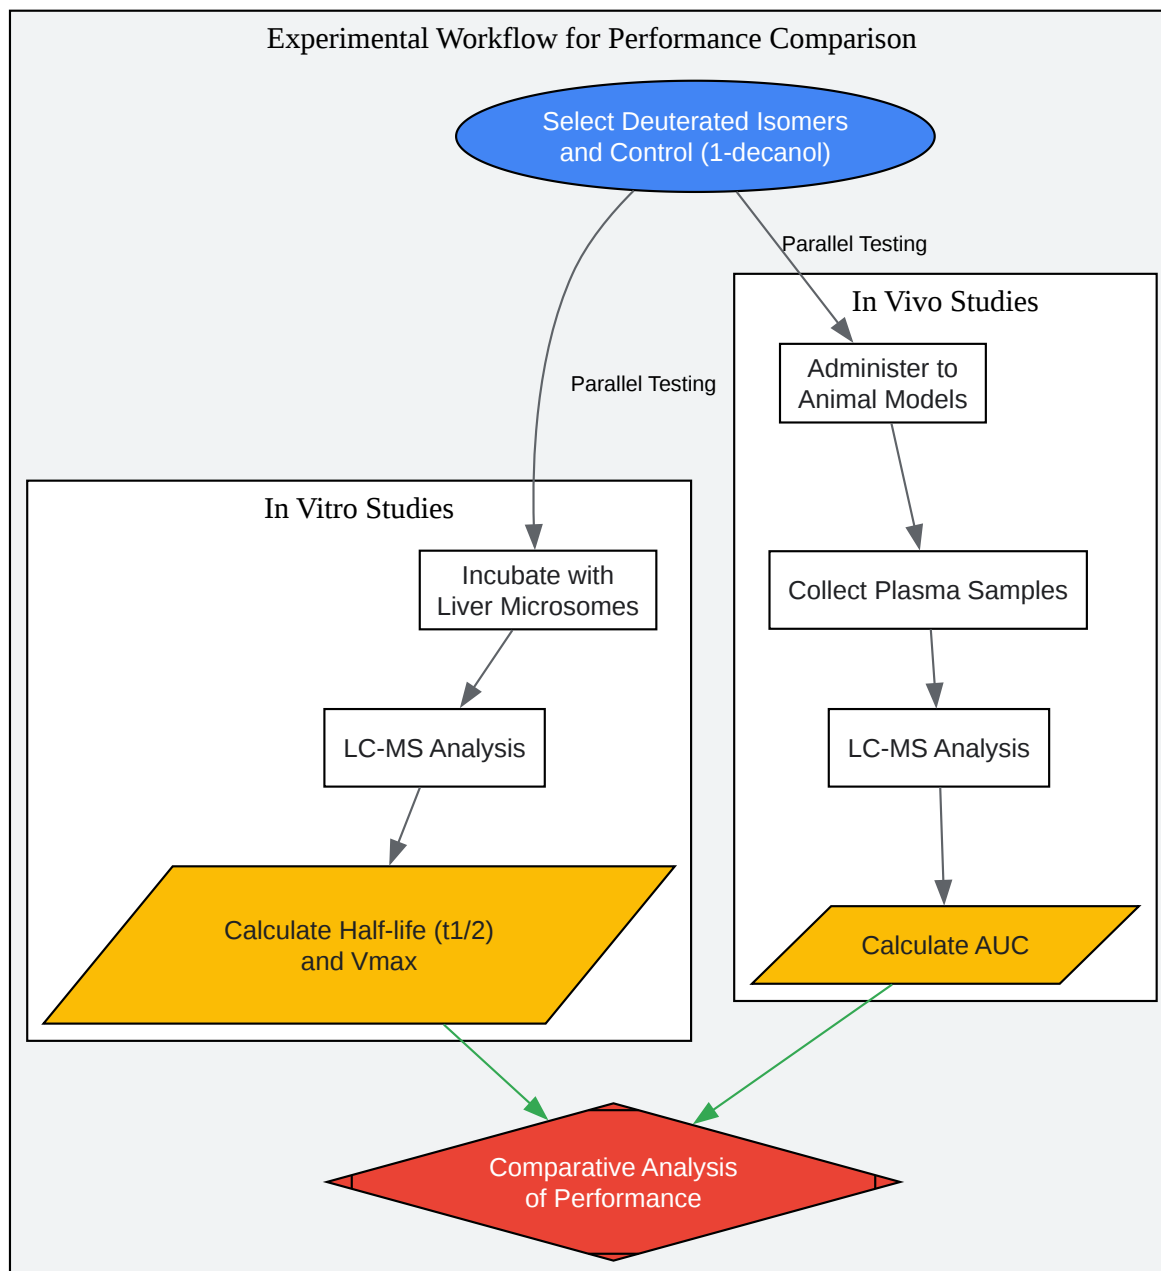 Experimental Workflow for Performance Comparison
Select Deuterated Isomers
and Control (1-decanol)
Parallel Testing
In Vivo Studies
Administer to
Animal Models
Parallel Testing
In Vitro Studies
Incubate with
Liver Microsomes
Collect Plasma Samples
LC-MS Analysis
LC-MS Analysis
Calculate Half-life (t1/2)
and Vmax
Calculate AUC
Comparative Analysis
of Performance